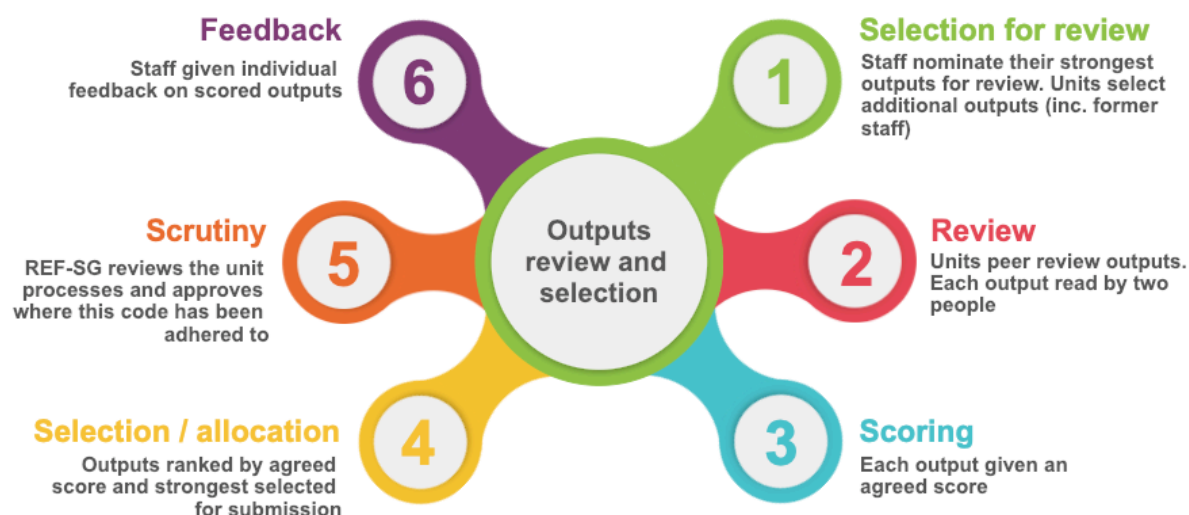 Outputs
review and
selection
1
Selection for review
Staff nominate their strongest
outputs for review. Units select
additional outputs (inc. former
staff)
2
Review
Units peer review outputs.
Each output read by two
people
3
Scoring
Each output given an
agreed score
4
Selection / allocation
Outputs ranked by agreed
score and strongest selected
for submission
5
Scrutiny
REF-SG reviews the unit
processes and approves
where this code has been
adhered to
6
Feedback
Staff given individual
feedback on scored outputs